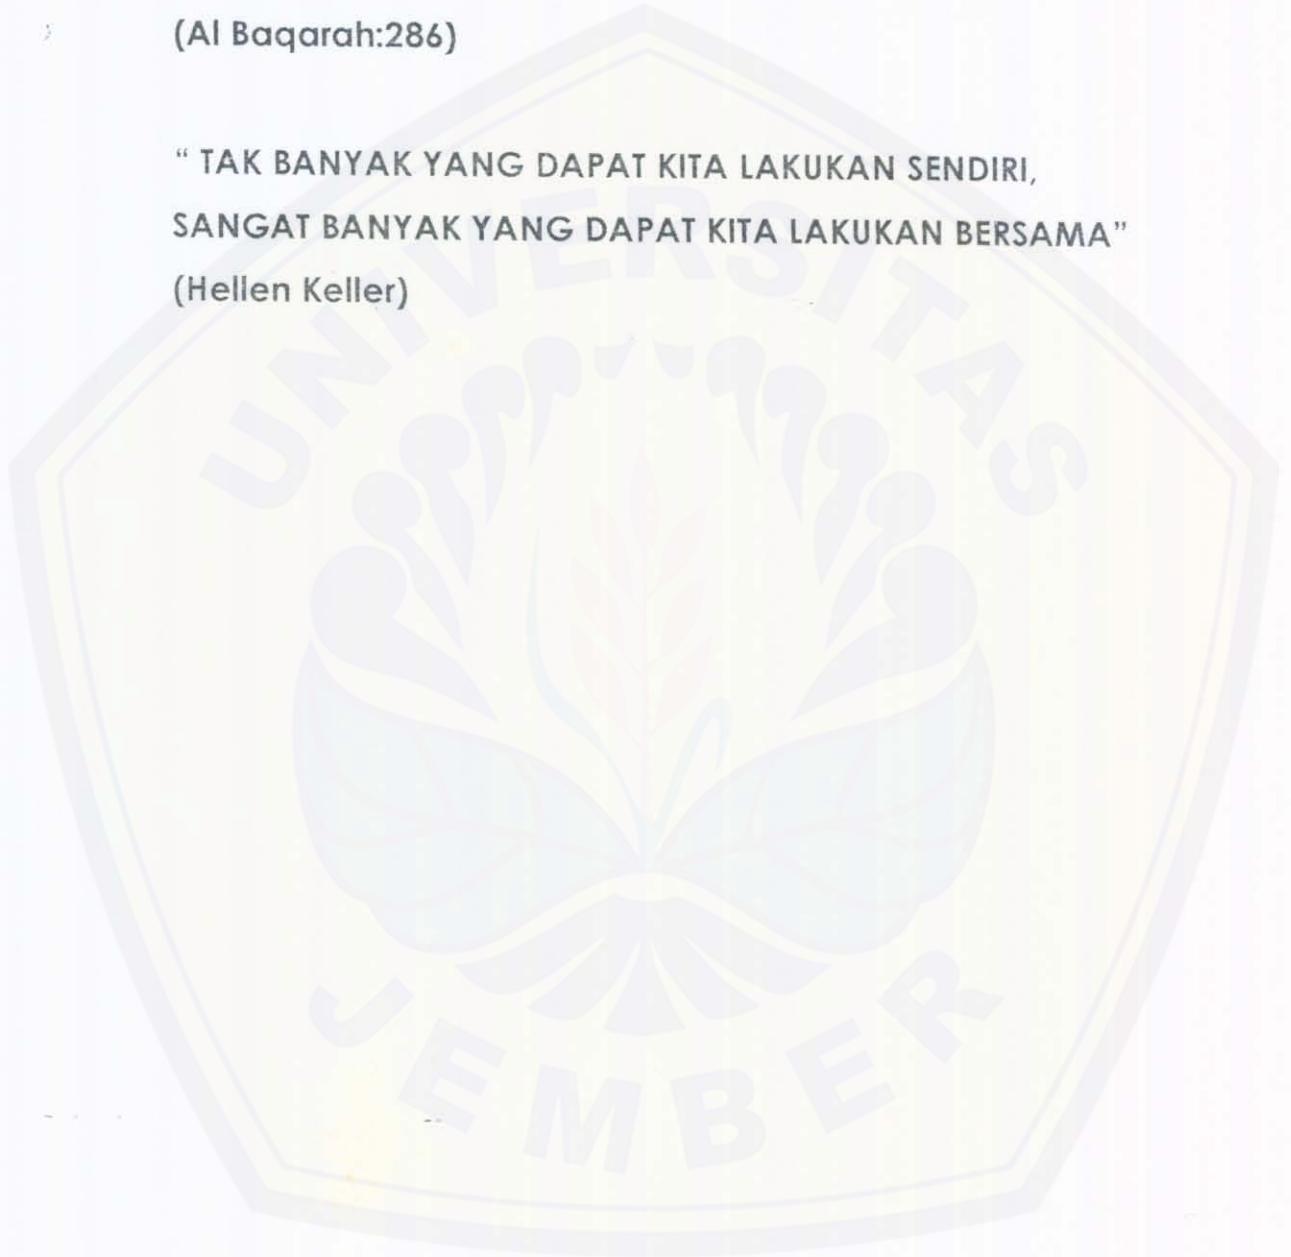 (Al Baqarah:286)
“ TAK BANYAK YANG DAPAT KITA LAKUKAN SENDIRI,
SANGAT BANYAK YANG DAPAT KITA LAKUKAN BERSAMA”
(Hellen Keller)
UNIVERSITAS
JEMBER